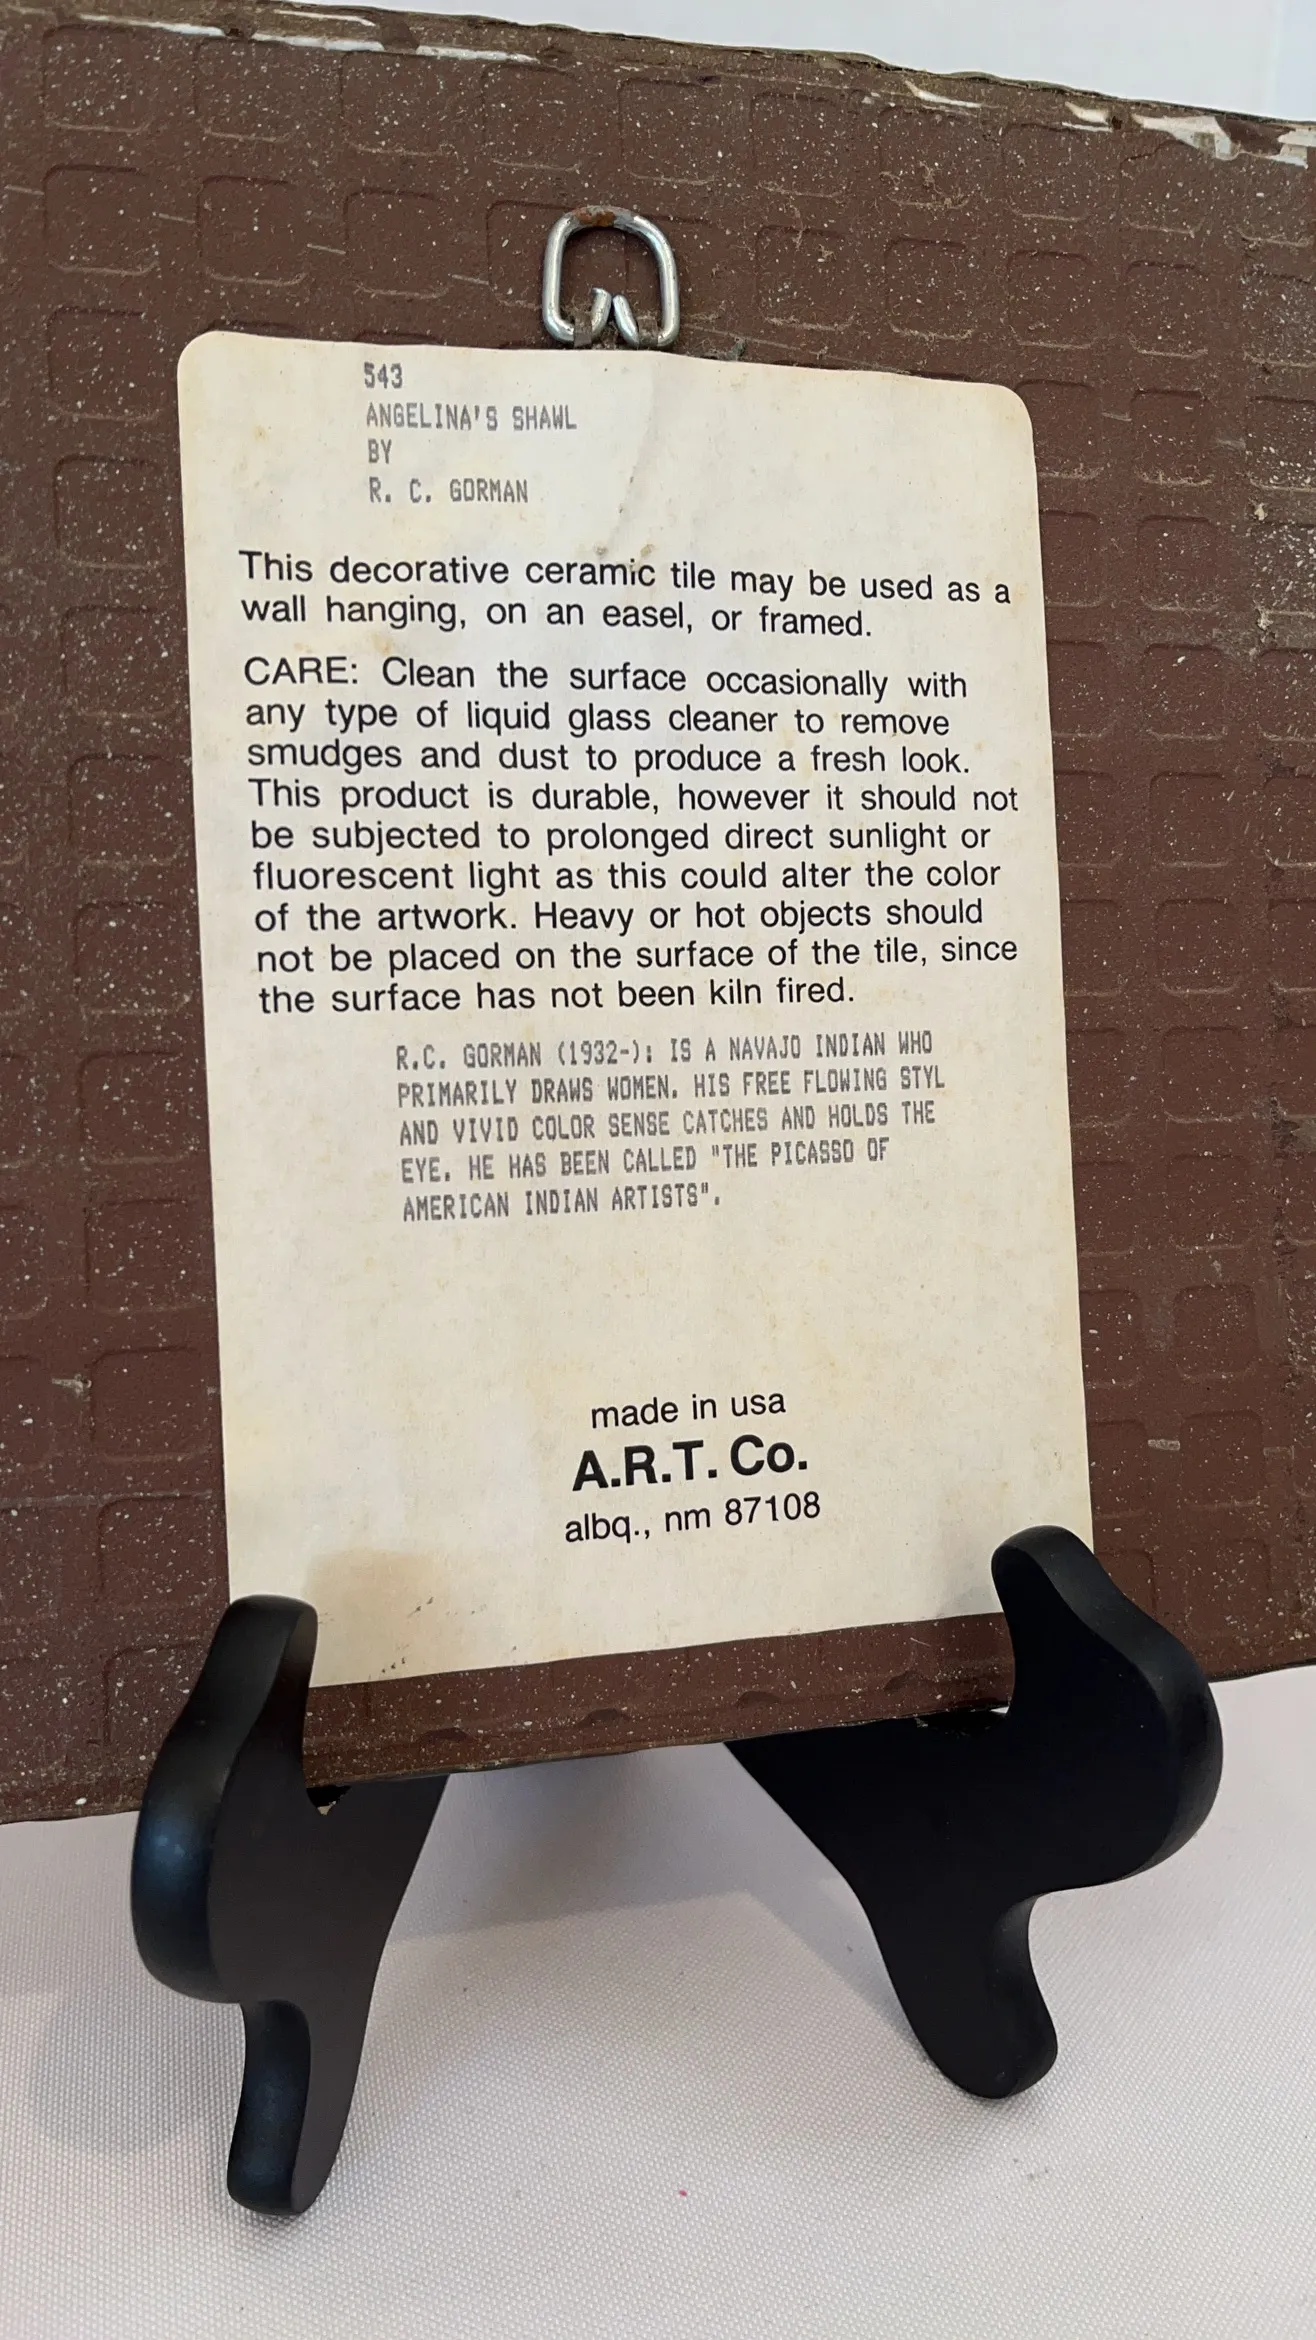 543
ANGELINA'S SHAWL
BY
R. C. GORMAN
This decorative ceramic tile may be used as a
wall hanging, on an easel, or framed.
CARE: Clean the surface occasionally with
any type of liquid glass cleaner to remove
smudges and dust to produce a fresh look.
This product is durable, however it should not
be subjected to prolonged direct sunlight or
fluorescent light as this could alter the color
of the artwork. Heavy or hot objects should
not be placed on the surface of the tile, since
the surface has not been kiln fired.
R.C. GORMAN (1932-): IS A NAVAJO INDIAN WHO
PRIMARILY DRAWS WOMEN. HIS FREE FLOWING STYL
AND VIVID COLOR SENSE CATCHES AND HOLDS THE
EYE. HE HAS BEEN CALLED "THE PICASSO OF
AMERICAN INDIAN ARTISTS".
made in usa
A.R.T. Co.
albq., nm 87108